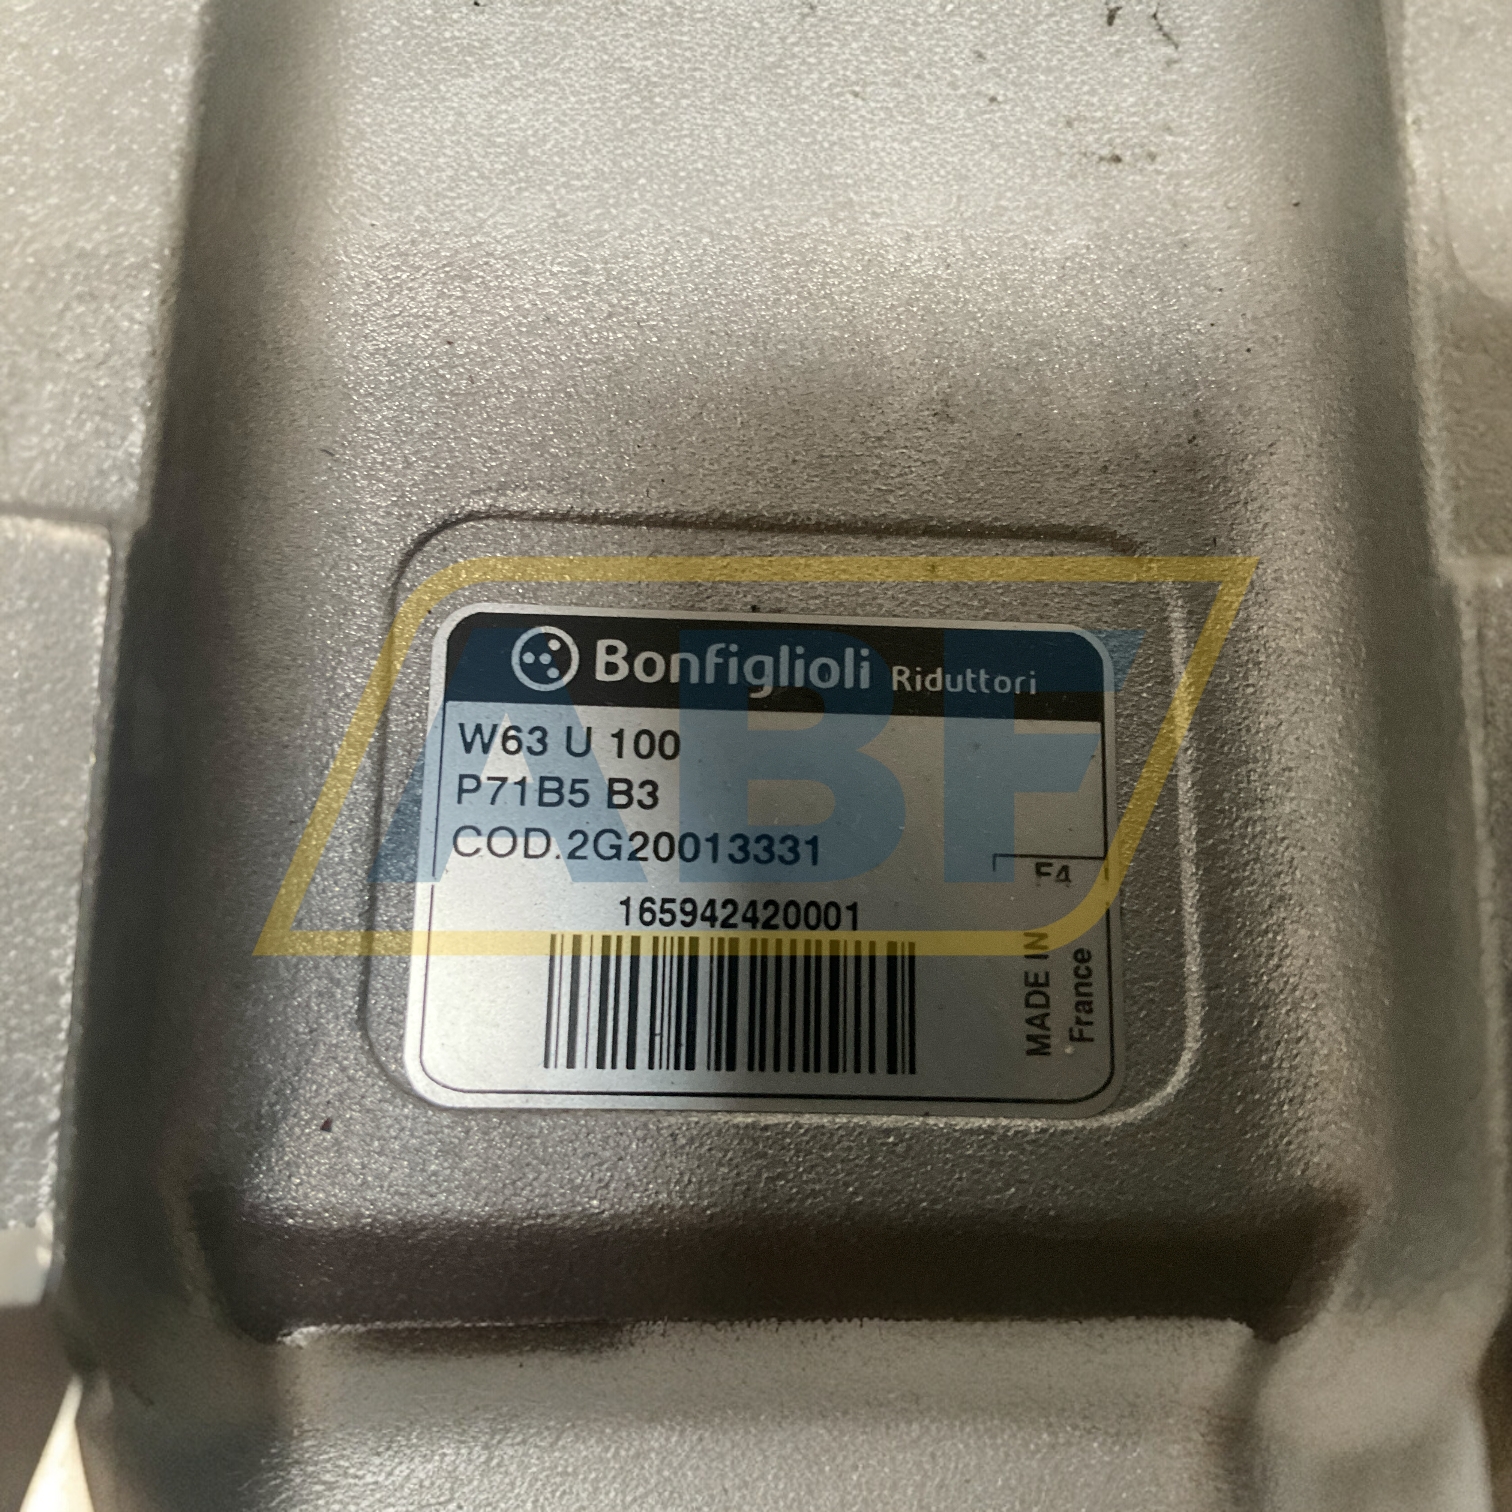 Bonfiglioli Riduttori
W63 U 100
P71B5 B3
COD.2G20013331
F4
165942420001
MADE IN
France
ABF